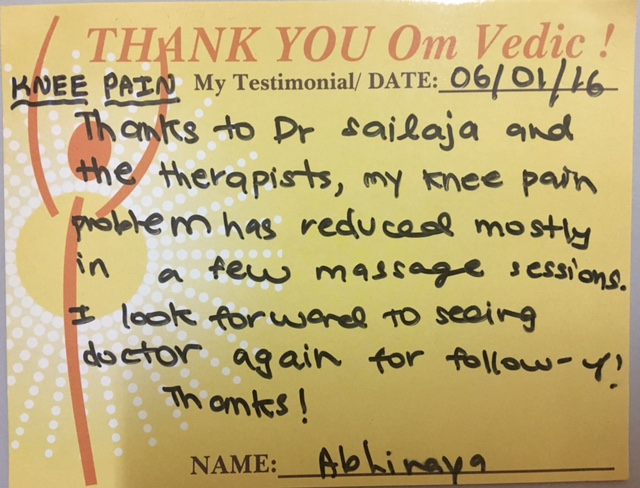 THANK YOU Om Vedic !
KNEE PAIN My Testimonial/ DATE: 06/01/16
Thanks to Dr Sailaja and
the therapists, my knee pain
problem has reduced mostly
in a few massage sessions.
I look forward to seeing
doctor again for follow-up!
Thanks!
NAME: Abhinaya